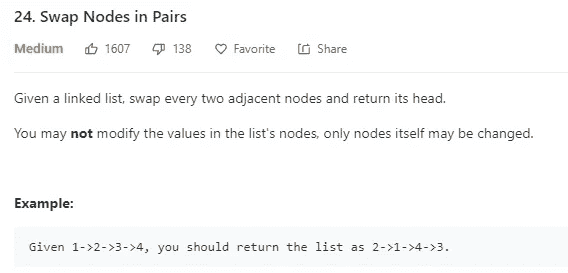 24. Swap Nodes in Pairs
Medium 1607 138 Favorite Share
Given a linked list, swap every two adjacent nodes and return its head.
You may not modify the values in the list's nodes, only nodes itself may be changed.
Example:
Given 1->2->3->4, you should return the list as 2->1->4->3.